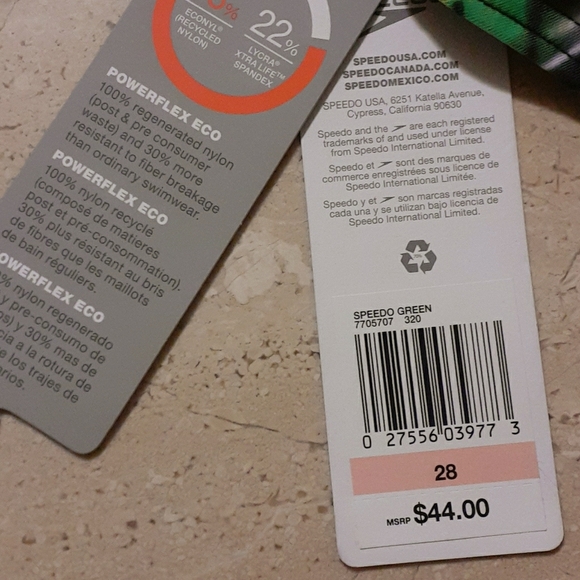 %
ECONYL®
(RECYCLED
NYLON)
22%
LYCRA®
XTRA LIFE™
SPANDEX
POWERFLEX ECO
100% regenerated nylon
(post & pre consumer
waste) and 30% more
resistant to fiber breakage
than ordinary swimwear.
POWERFLEX ECO
100% nylon recyclé
(composé de matières
post et pre-consommation).
30% plus résistant au bris
de fibres que les maillots
de bain réguliers.
POWERFLEX ECO
% nylon regenerado
y pre-consumo de
os) y 30% mas de
cia a la rotura de
e los trajes de
arios.
SPEEDOUSA.COM
SPEEDOCANADA.COM
SPEEDOMEXICO.COM
SPEEDO USA, 6251 Katella Avenue,
Cypress, California 90630
Speedo and the are each registered
trademarks of and used under license
from Speedo International Limited.
Speedo et sont des marques de
commerce enregistrées sous licence de
Speedo International Limitée.
Speedo y et son marcas registradas
cada una y se utilizan bajo licencia de
Speedo International Limited.
SPEEDO GREEN
7705707 320
0 27556 03977 3
28
MSRP $44.00